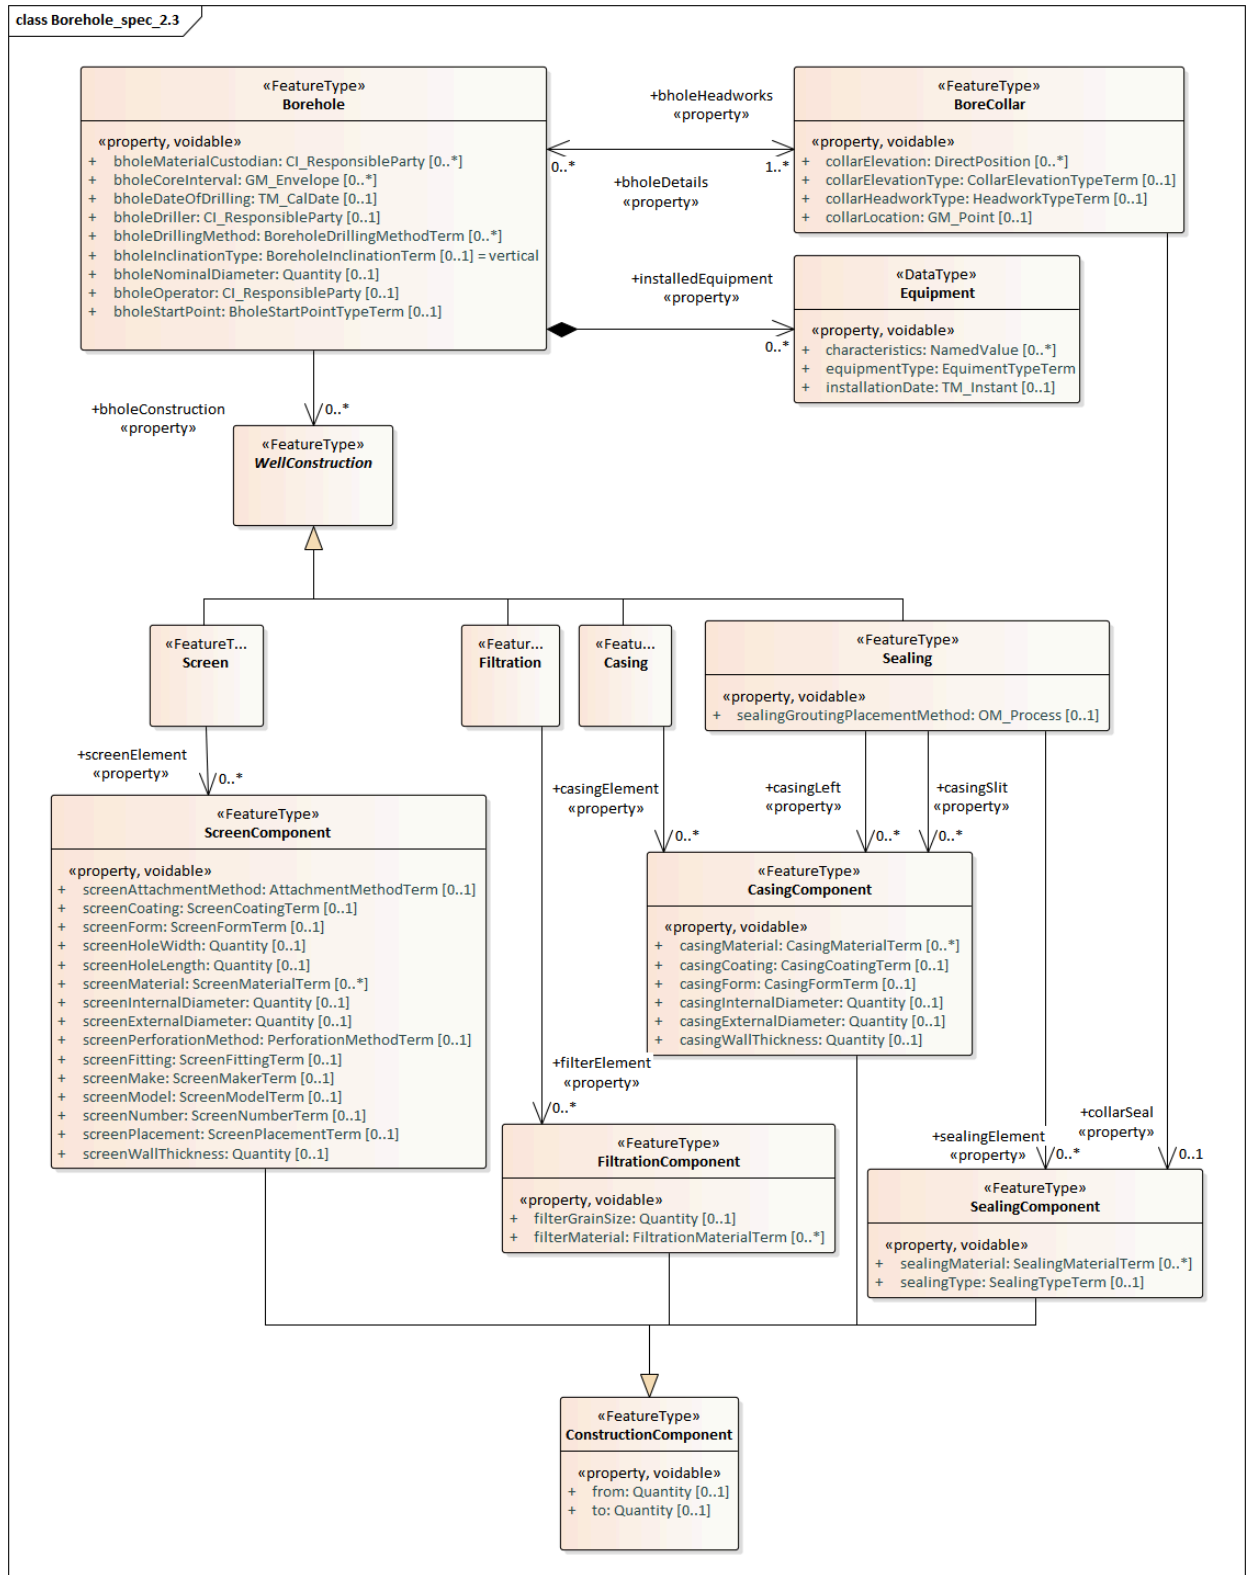 class Borehole_spec_2.3
«FeatureType»
Borehole
«property, voidable»
+ bholeMaterialCustodian: CI_ResponsibleParty [0..*]
+ bholeCoreInterval: GM_Envelope [0..*]
+ bholeDateOfDrilling: TM_CalDate [0..1]
+ bholeDriller: CI_ResponsibleParty [0..1]
+ bholeDrillingMethod: BoreholeDrillingMethodTerm [0..*]
+ bholeInclinationType: BoreholeInclinationTerm [0..1] = vertical
+ bholeNominalDiameter: Quantity [0..1]
+ bholeOperator: CI_ResponsibleParty [0..1]
+ bholeStartPoint: BholeStartPointTypeTerm [0..1]
+bholeHeadworks
«property»
0..*
1..*
+bholeDetails
«property»
«FeatureType»
BoreCollar
«property, voidable»
+ collarElevation: DirectPosition [0..*]
+ collarElevationType: CollarElevationTypeTerm [0..1]
+ collarHeadworkType: HeadworkTypeTerm [0..1]
+ collarLocation: GM_Point [0..1]
+installedEquipment
«property»
0..*
«DataType»
Equipment
«property, voidable»
+ characteristics: NamedValue [0..*]
+ equipmentType: EquimentTypeTerm
+ installationDate: TM_Instant [0..1]
+bholeConstruction
«property»
0..*
«FeatureType»
WellConstruction
«FeatureT...
Screen
«Featur...
Filtration
«Featu...
Casing
«FeatureType»
Sealing
«property, voidable»
+ sealingGroutingPlacementMethod: OM_Process [0..1]
+screenElement
«property»
0..*
+casingElement
«property»
0..*
+casingLeft
«property»
0..*
+casingSlit
«property»
0..*
«FeatureType»
ScreenComponent
«property, voidable»
+ screenAttachmentMethod: AttachmentMethodTerm [0..1]
+ screenCoating: ScreenCoatingTerm [0..1]
+ screenForm: ScreenFormTerm [0..1]
+ screenHoleWidth: Quantity [0..1]
+ screenHoleLength: Quantity [0..1]
+ screenMaterial: ScreenMaterialTerm [0..*]
+ screenInternalDiameter: Quantity [0..1]
+ screenExternalDiameter: Quantity [0..1]
+ screenPerforationMethod: PerforationMethodTerm [0..1]
+ screenFitting: ScreenFittingTerm [0..1]
+ screenMake: ScreenMakerTerm [0..1]
+ screenModel: ScreenModelTerm [0..1]
+ screenNumber: ScreenNumberTerm [0..1]
+ screenPlacement: ScreenPlacementTerm [0..1]
+ screenWallThickness: Quantity [0..1]
«FeatureType»
CasingComponent
«property, voidable»
+ casingMaterial: CasingMaterialTerm [0..*]
+ casingCoating: CasingCoatingTerm [0..1]
+ casingForm: CasingFormTerm [0..1]
+ casingInternalDiameter: Quantity [0..1]
+ casingExternalDiameter: Quantity [0..1]
+ casingWallThickness: Quantity [0..1]
+filterElement
«property»
0..*
«FeatureType»
FiltrationComponent
«property, voidable»
+ filterGrainSize: Quantity [0..1]
+ filterMaterial: FiltrationMaterialTerm [0..*]
+sealingElement
«property»
0..*
+collarSeal
«property»
0..1
«FeatureType»
SealingComponent
«property, voidable»
+ sealingMaterial: SealingMaterialTerm [0..*]
+ sealingType: SealingTypeTerm [0..1]
«FeatureType»
ConstructionComponent
«property, voidable»
+ from: Quantity [0..1]
+ to: Quantity [0..1]